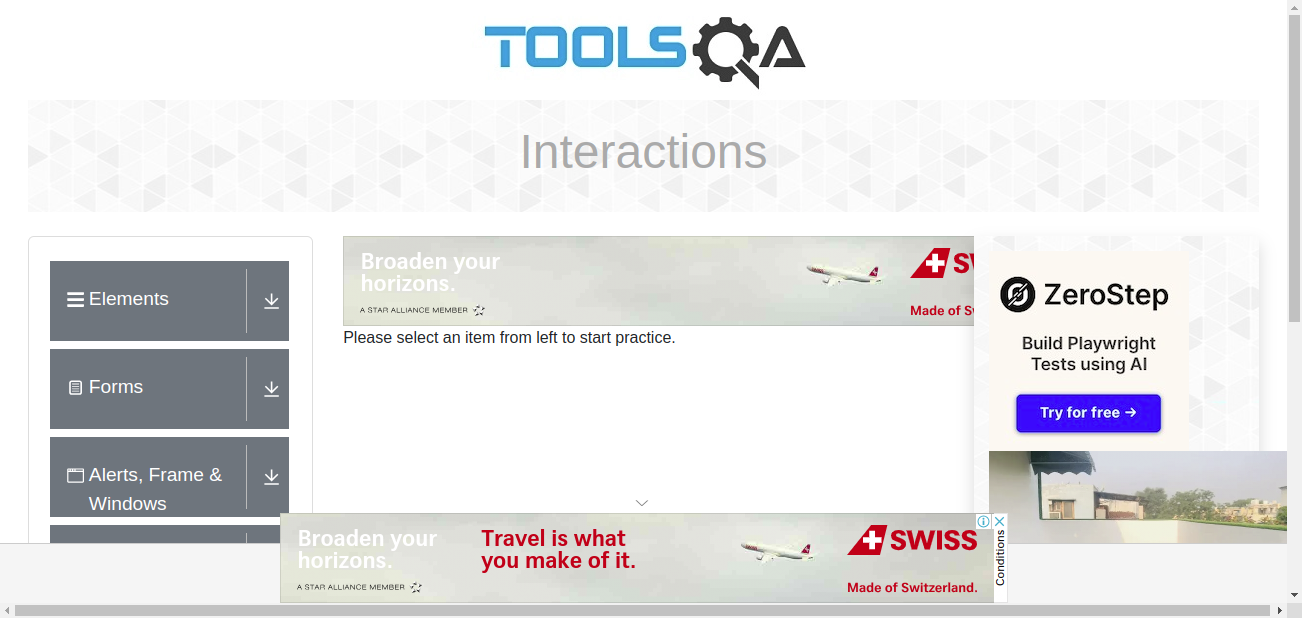 TOOLSQA
Interactions
Elements
Forms
Alerts, Frame &
Windows
Broaden your
horizons.
A STAR ALLIANCE MEMBER
Made of Sw
Please select an item from left to start practice.
ZeroStep
Build Playwright
Tests using AI
Try for free →
Broaden your
horizons.
A STAR ALLIANCE MEMBER
Travel is what
you make of it.
SWISS
Made of Switzerland.
Conditions